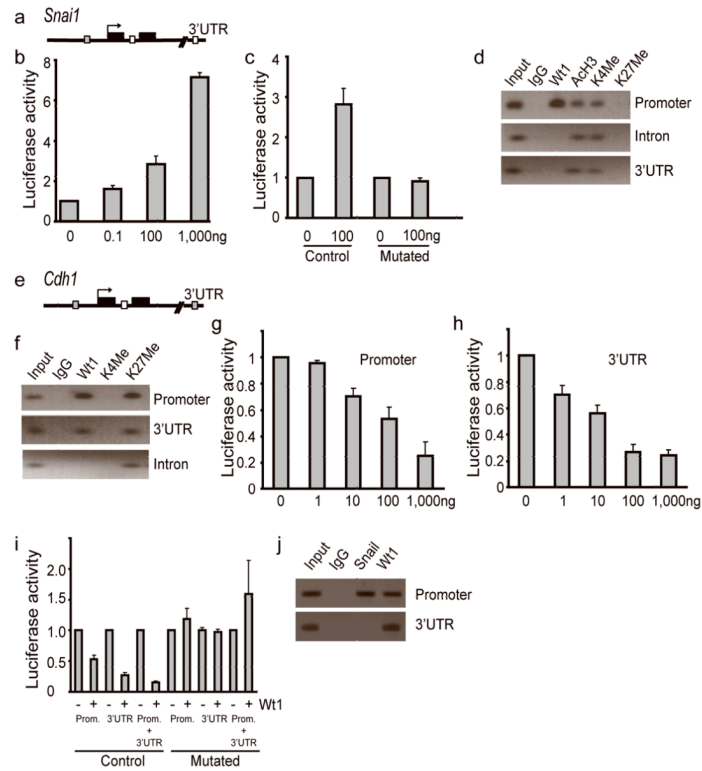 a Snai1
3'UTR
b
Luciferase activity
8
6
4
2
0
0 0.1 100 1,000ng
c
Luciferase activity
4
3
2
1
0
0 100 0 100ng
Control Mutated
d
Input IgG Wt1 AcH3 K4Me K27Me
Promoter
Intron
3'UTR
e Cdh1
3'UTR
f
Input IgG Wt1 K4Me K27Me
Promoter
3'UTR
Intron
g
Luciferase activity
Promoter
1
0.8
0.6
0.4
0.2
0
0 1 10 100 1,000ng
h
Luciferase activity
3'UTR
1
0.8
0.6
0.4
0.2
0
0 1 10 100 1,000ng
i
Luciferase activity
2.0
1.5
1.0
0.5
0
- + - + - + - + - + - + Wt1
Prom. 3'UTR Prom. Prom. 3'UTR Prom.
+ +
3'UTR 3'UTR
Control Mutated
j
Input IgG Snail Wt1
Promoter
3'UTR